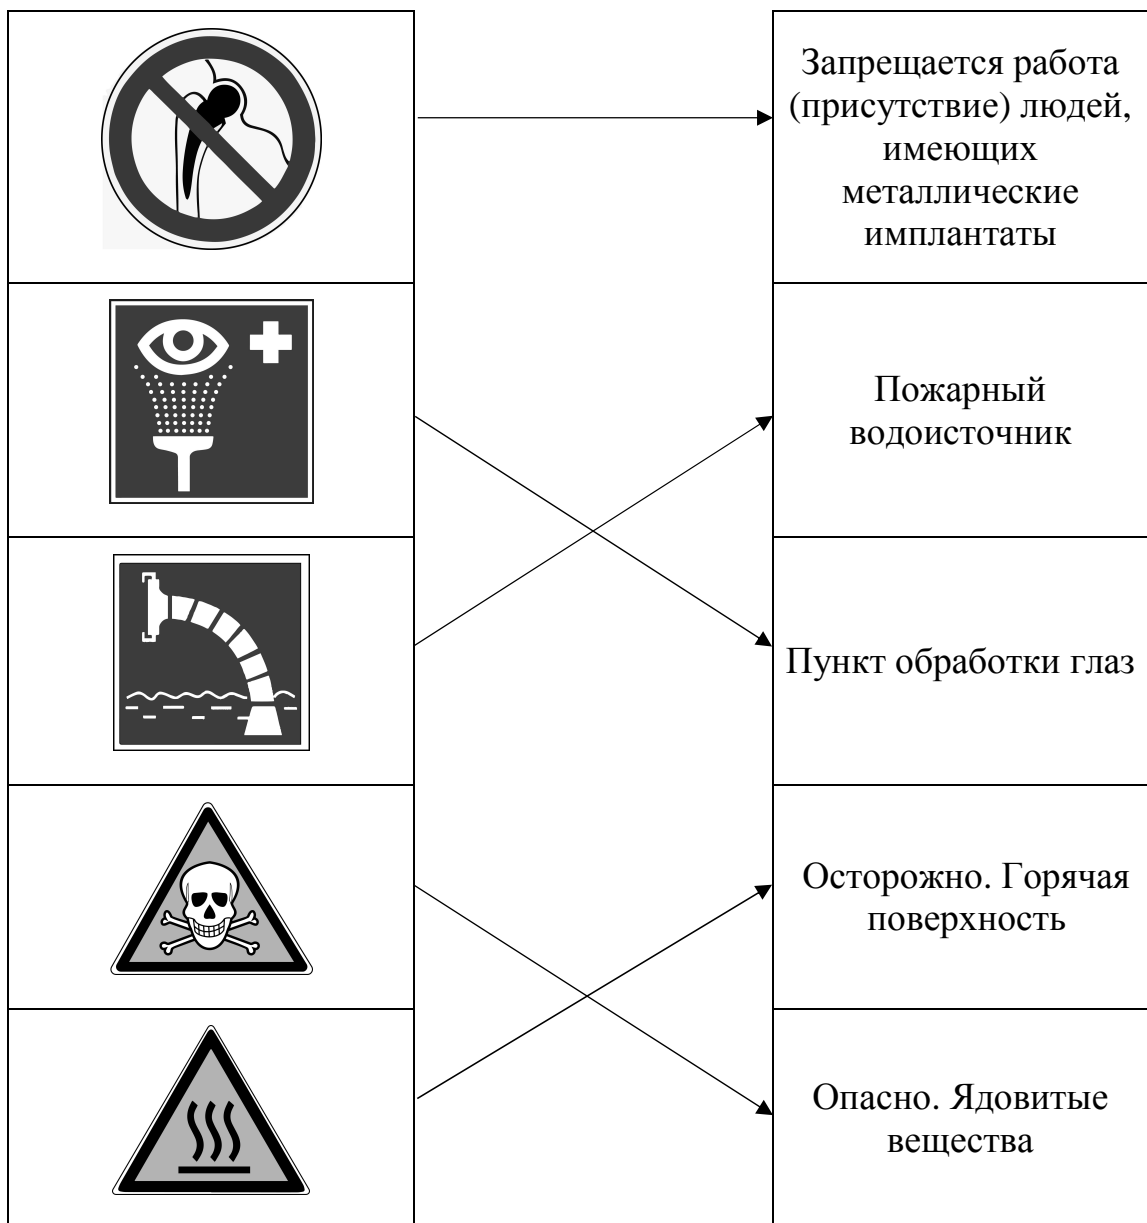 Запрещается работа
(присутствие) людей,
имеющих
металлические
имплантаты
Пожарный
водоисточник
Пункт обработки глаз
Осторожно. Горячая
поверхность
Опасно. Ядовитые
вещества